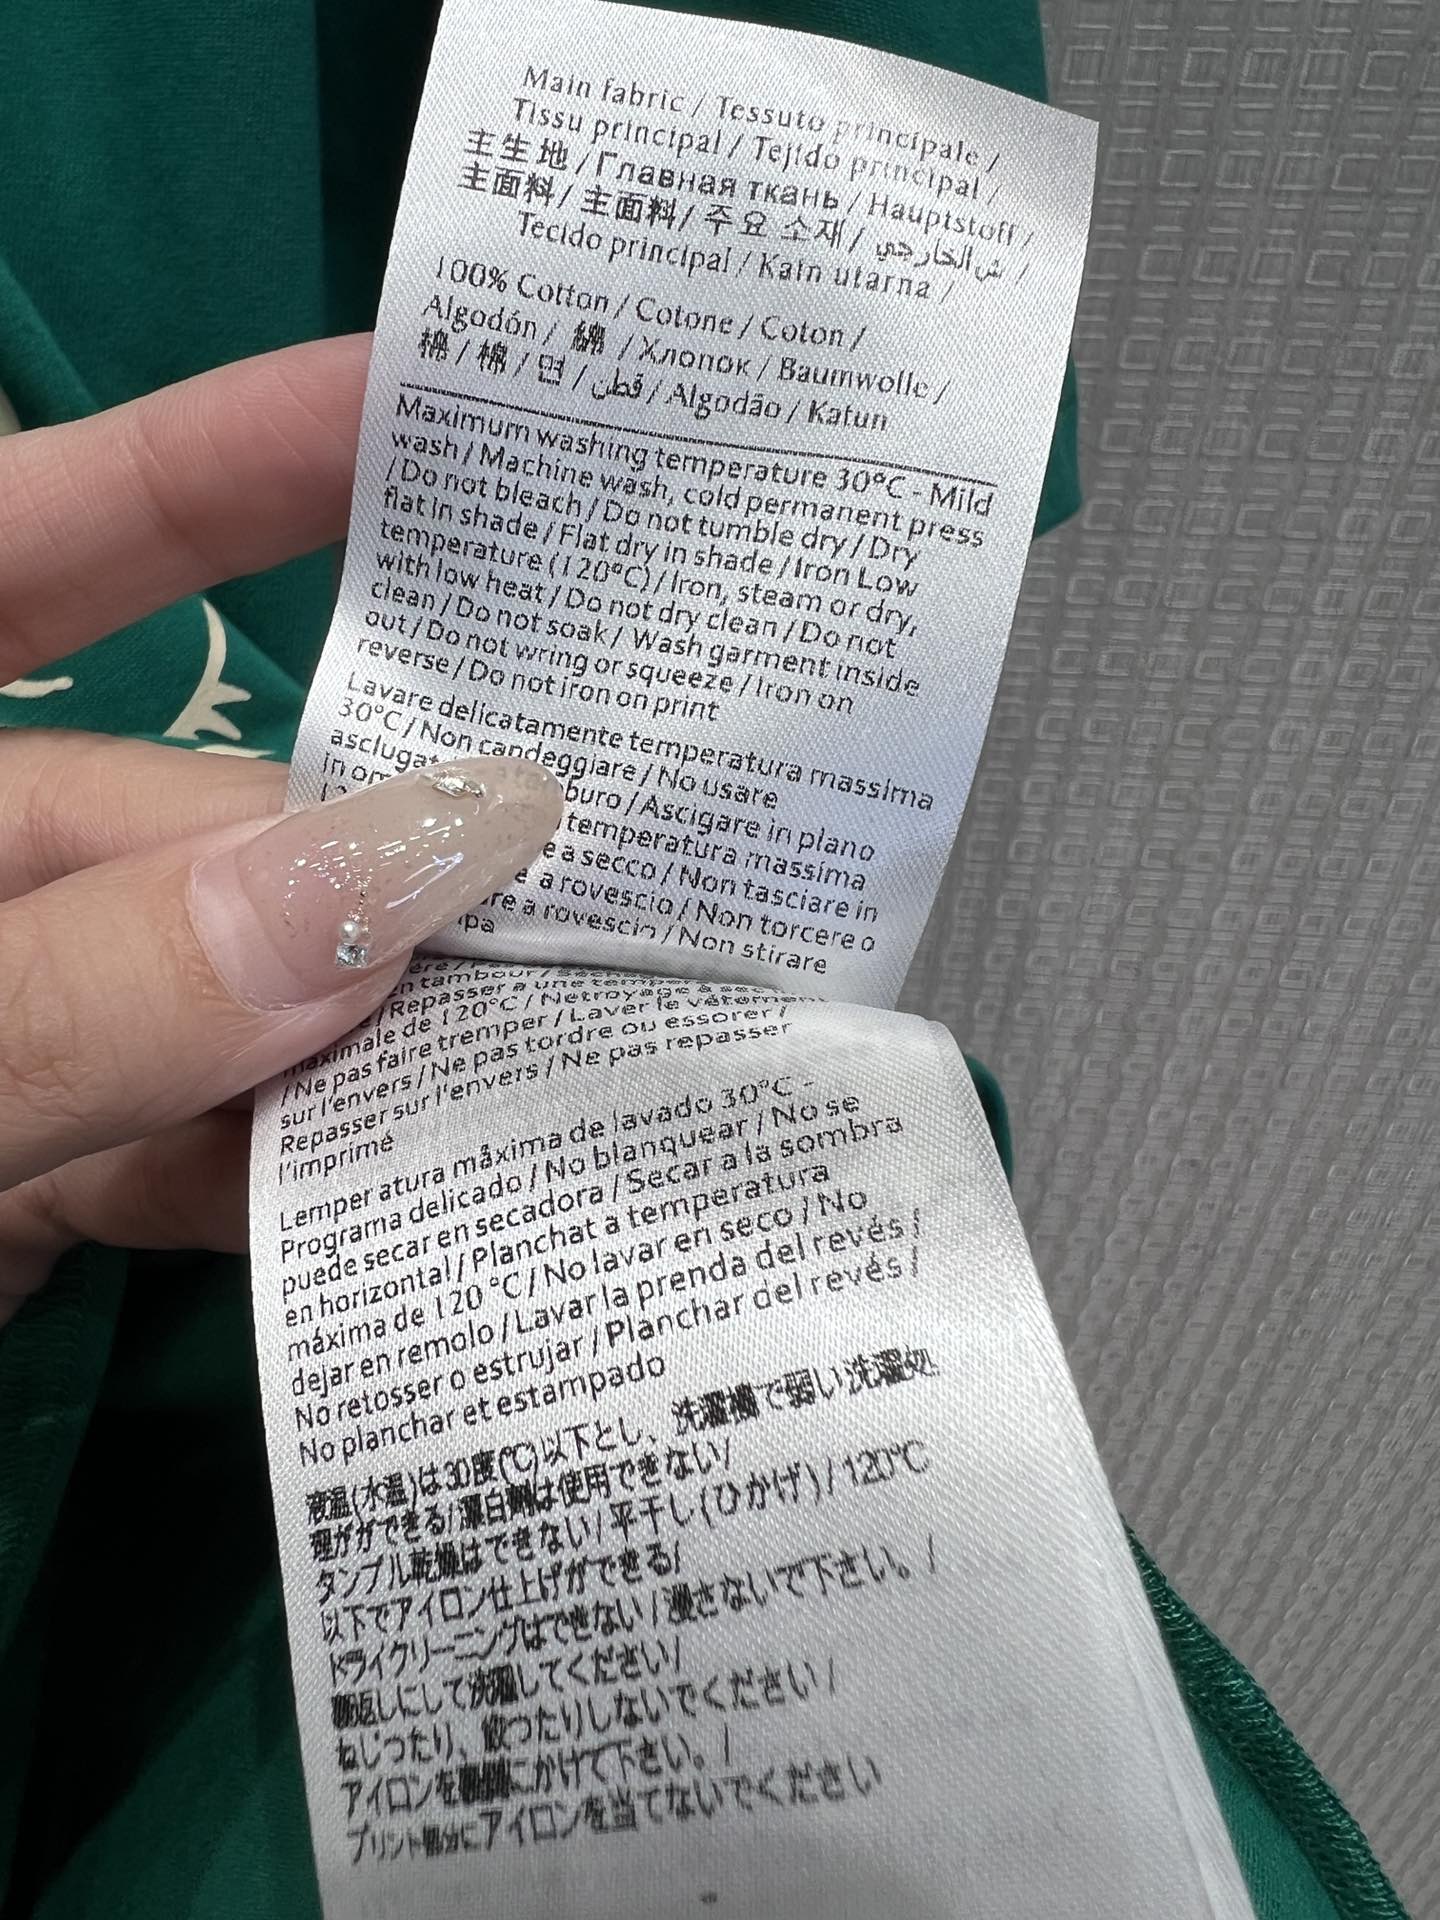 Main fabric / Tessuto principale /
Tissu principal / Tejido principal /
主生地 / Главная ткань / Hauptstoff /
主面料 / 主面料 / 주요 소재 / ش الخارجي /
Tecido principal / Kain utama /
100% Cotton / Cotone / Coton /
Algodón / 綿 / Хлопок / Baumwolle /
棉 / 棉 / 면 / قطن / Algodão / Katun
Maximum washing temperature 30°C - Mild
wash / Machine wash, cold permanent press
/ Do not bleach / Do not tumble dry / Dry
flat in shade / Flat dry in shade / Iron Low
temperature (120°C) / Iron, steam or dry,
with low heat / Do not dry clean / Do not
clean / Do not soak / Wash garment inside
out / Do not wring or squeeze / Iron on
reverse / Do not iron on print
Lavare delicatamente temperatura massima
30°C / Non candeggiare / No usare
buro / Ascigare in plano
temperatura massima
e a secco / Non tasciare in
a rovescio / Non torcere o
re a rovescio / Non stirare
pa
en tambour /
/ Repasser à une
maximale de 120°C / Netroyage à
/ Ne pas faire tremper / Laver le vêtement
sur l'envers / Ne pas tordre ou essorer /
Repasser sur l'envers / Ne pas repasser
l'imprimé
Lemper atura måxima de lavado 30°C -
Programa delicado / No blanquear / No se
puede secar en secadora / Secar a la sombra
en horizontal / Planchat a temperatura
máxima de 120 °C / No lavar en seco / No
dejar en remolo / Lavar la prenda del revés /
No retosser o estrujar / Planchar del revés /
No planchar et estampado
液温(水温)は30度(℃)以下とし、洗濯機で弱い洗濯処
理がができる/漂白剤は使用できない/
タンブル乾燥はできない/平干し(ひかげ)/120℃
以下でアイロン仕上げができる/
ドライクリーニングはできない/浸さないで下さい。/
裏返しにして洗濯してください/
ねじったり、絞ったりしないでください/
アイロンを裏側にかけて下さい。/
プリント部分にアイロンを当てないでください